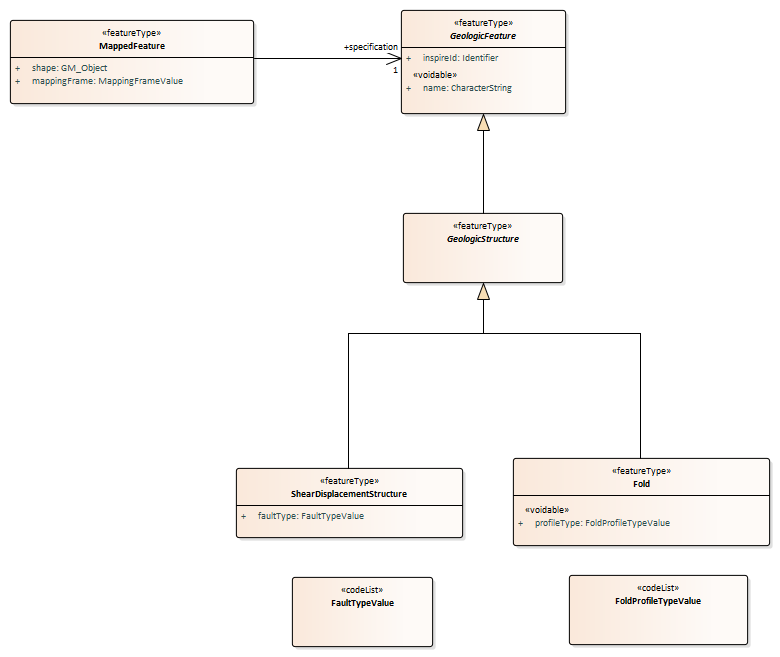 «featureType»
MappedFeature
+ shape: GM_Object
+ mappingFrame: MappingFrameValue
+specification
1
«featureType»
GeologicFeature
+ inspireId: Identifier
«voidable»
+ name: CharacterString
«featureType»
GeologicStructure
«featureType»
ShearDisplacementStructure
+ faultType: FaultTypeValue
«featureType»
Fold
«voidable»
+ profileType: FoldProfileTypeValue
«codeList»
FaultTypeValue
«codeList»
FoldProfileTypeValue